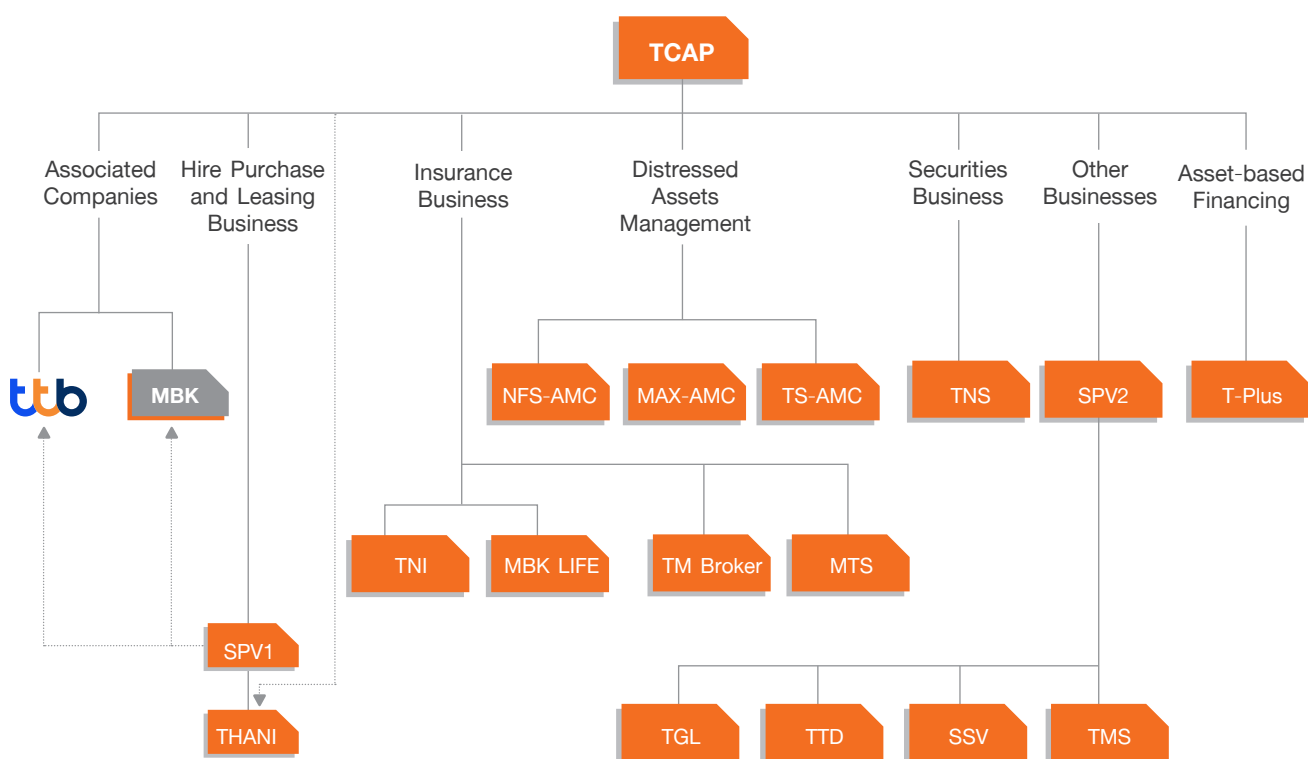 TCAP
Associated
Companies
Hire Purchase
and Leasing
Business
Insurance
Business
Distressed
Assets
Management
Securities
Business
Other
Businesses
Asset-based
Financing
ttb
MBK
NFS-AMC
MAX-AMC
TS-AMC
TNS
SPV2
T-Plus
TNI
MBK LIFE
TM Broker
MTS
SPV1
THANI
TGL
TTD
SSV
TMS